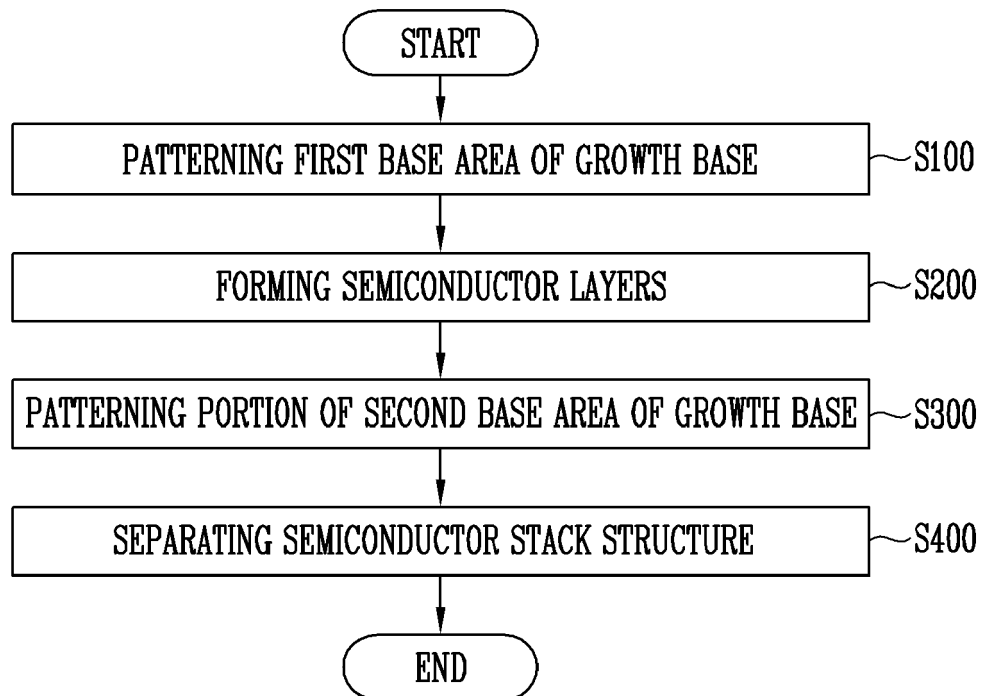 START
PATTERNING FIRST BASE AREA OF GROWTH BASE
S100
FORMING SEMICONDUCTOR LAYERS
S200
PATTERNING PORTION OF SECOND BASE AREA OF GROWTH BASE
S300
SEPARATING SEMICONDUCTOR STACK STRUCTURE
S400
END